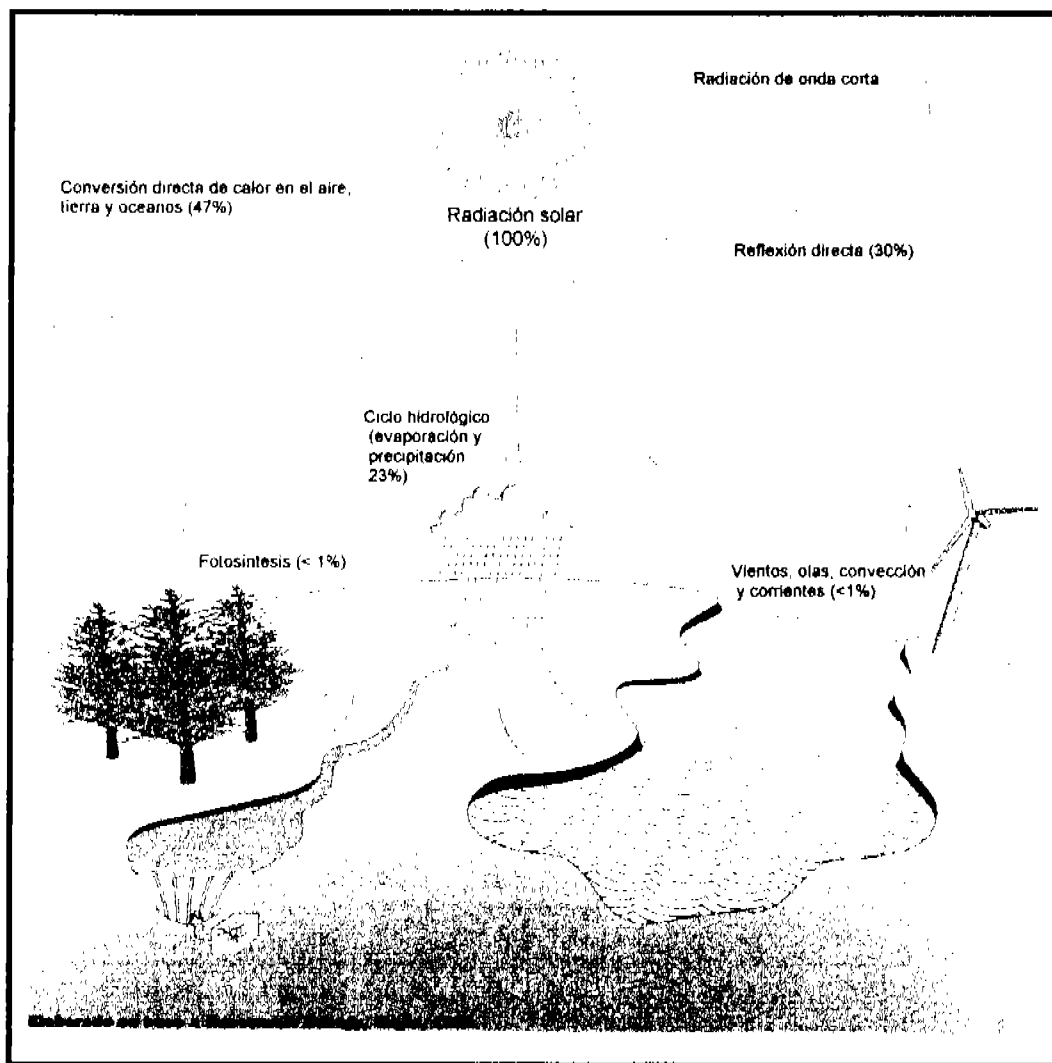 Radiación de onda corta
Conversión directa de calor en el aire,
tierra y oceanos (47%)
Radiación solar
(100%)
Reflexión directa (30%)
Ciclo hidrológico
(evaporación y
precipitación
23%)
Fotosíntesis (< 1%)
Vientos, olas, convección
y corrientes (<1%)